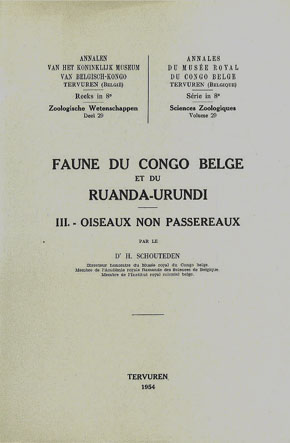 ANNALEN
VAN HET KONINKLIJK MUSEUM
VAN BELGISCH-KONGO
TERVUREN (BELGIË)
Reeks in 8°
Zoologische Wetenschappen
Deel 29
ANNALES
DU MUSÉE ROYAL
DU CONGO BELGE
TERVUREN (BELGIQUE)
Série in 8°
Sciences Zoologiques
Volume 29
FAUNE DU CONGO BELGE
ET DU
RUANDA-URUNDI
III. - OISEAUX NON PASSEREAUX
PAR LE
Dr H. SCHOUTEDEN
Directeur honoraire du Musée royal du Congo belge
Membre de l'Académie royale flamande des Sciences de Belgique
Membre de l'Institut royal colonial belge.
TERVUREN
1954